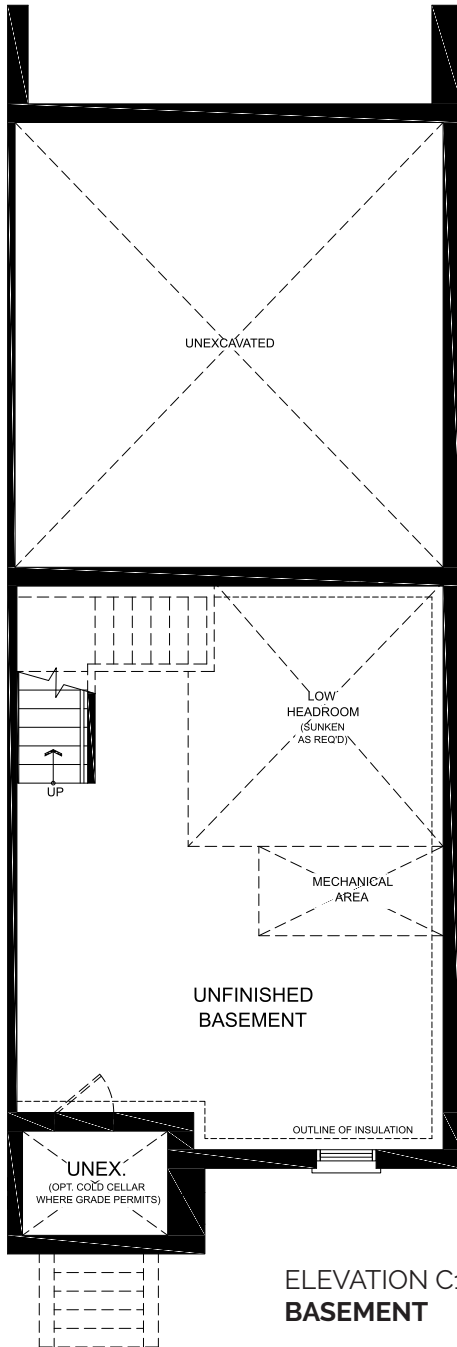 UNEXCAVATED
LOW
HEADROOM
(SUNKEN
AS REQ'D)
UP
MECHANICAL
AREA
UNFINISHED
BASEMENT
OUTLINE OF INSULATION
UNEX.
(OPT. COLD CELLAR
WHERE GRADE PERMITS)
ELEVATION C1
BASEMENT